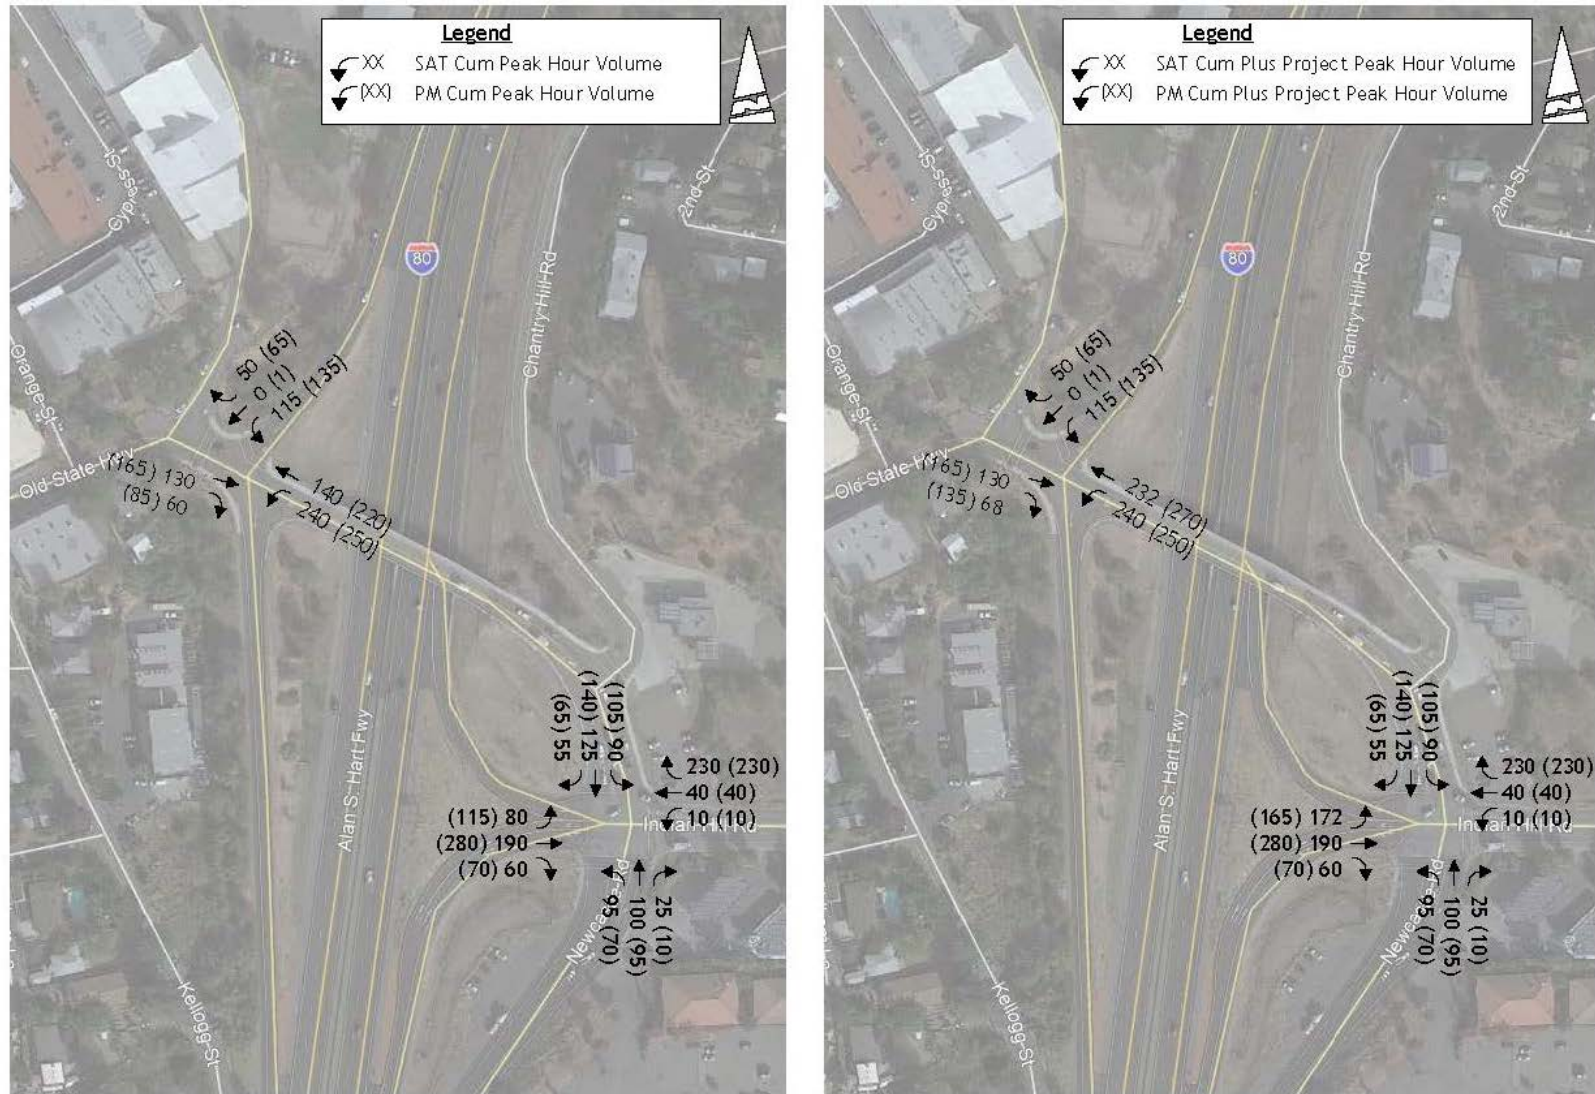 Legend
XX SAT Cum Peak Hour Volume
(XX) PM Cum Peak Hour Volume
Cypress St
2nd-St
80
Chantry Hill Rd
Orange-St
50 (65)
0 (1)
115 (135)
Old-State-Hwy
(165) 130
(85) 60
140 (220)
240 (250)
Alan S. Hart Fwy
(65) 55
(140) 125
(105) 90
230 (230)
40 (40)
10 (10)
Indian Hill Rd
(115) 80
(280) 190
(70) 60
95 (70)
100 (95)
25 (10)
Newcastle Rd
Kellogg-St
Legend
XX SAT Cum Plus Project Peak Hour Volume
(XX) PM Cum Plus Project Peak Hour Volume
Cypress St
2nd-St
80
Chantry Hill Rd
Orange-St
50 (65)
0 (1)
115 (135)
Old-State-Hwy
(165) 130
(135) 68
232 (270)
240 (250)
Alan S. Hart Fwy
(65) 55
(140) 125
(105) 90
230 (230)
40 (40)
10 (10)
Indian Hill Rd
(165) 172
(280) 190
(70) 60
95 (70)
100 (95)
25 (10)
Newcastle Rd
Kellogg-St